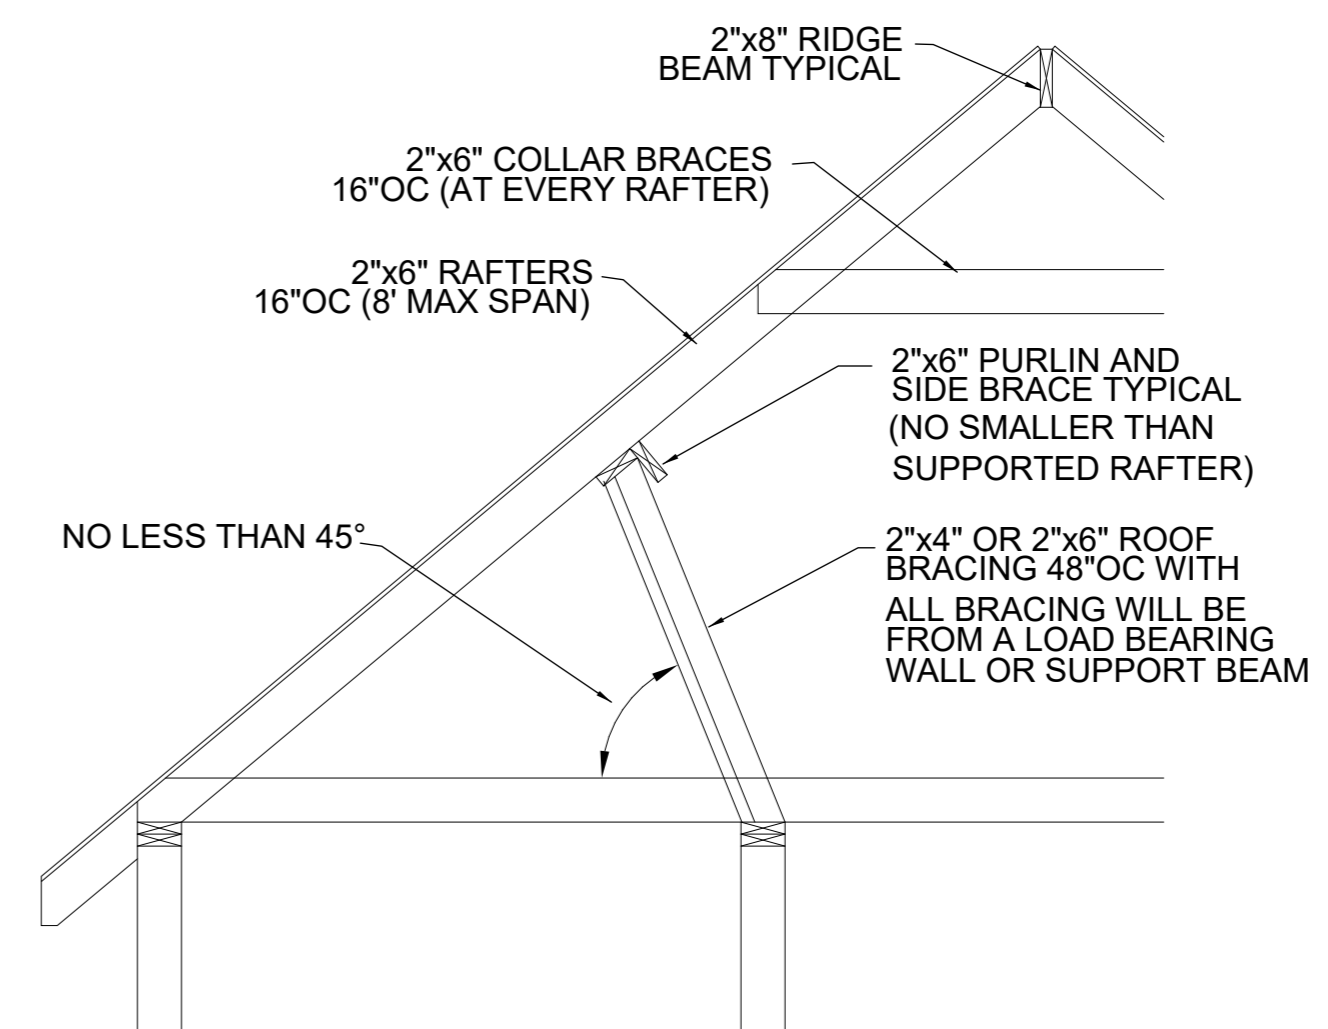 2"x8" RIDGE
BEAM TYPICAL
2"x6" COLLAR BRACES
16"OC (AT EVERY RAFTER)
2"x6" RAFTERS
16"OC (8' MAX SPAN)
2"x6" PURLIN AND
SIDE BRACE TYPICAL
(NO SMALLER THAN
SUPPORTED RAFTER)
NO LESS THAN 45°
2"x4" OR 2"x6" ROOF
BRACING 48"OC WITH
ALL BRACING WILL BE
FROM A LOAD BEARING
WALL OR SUPPORT BEAM